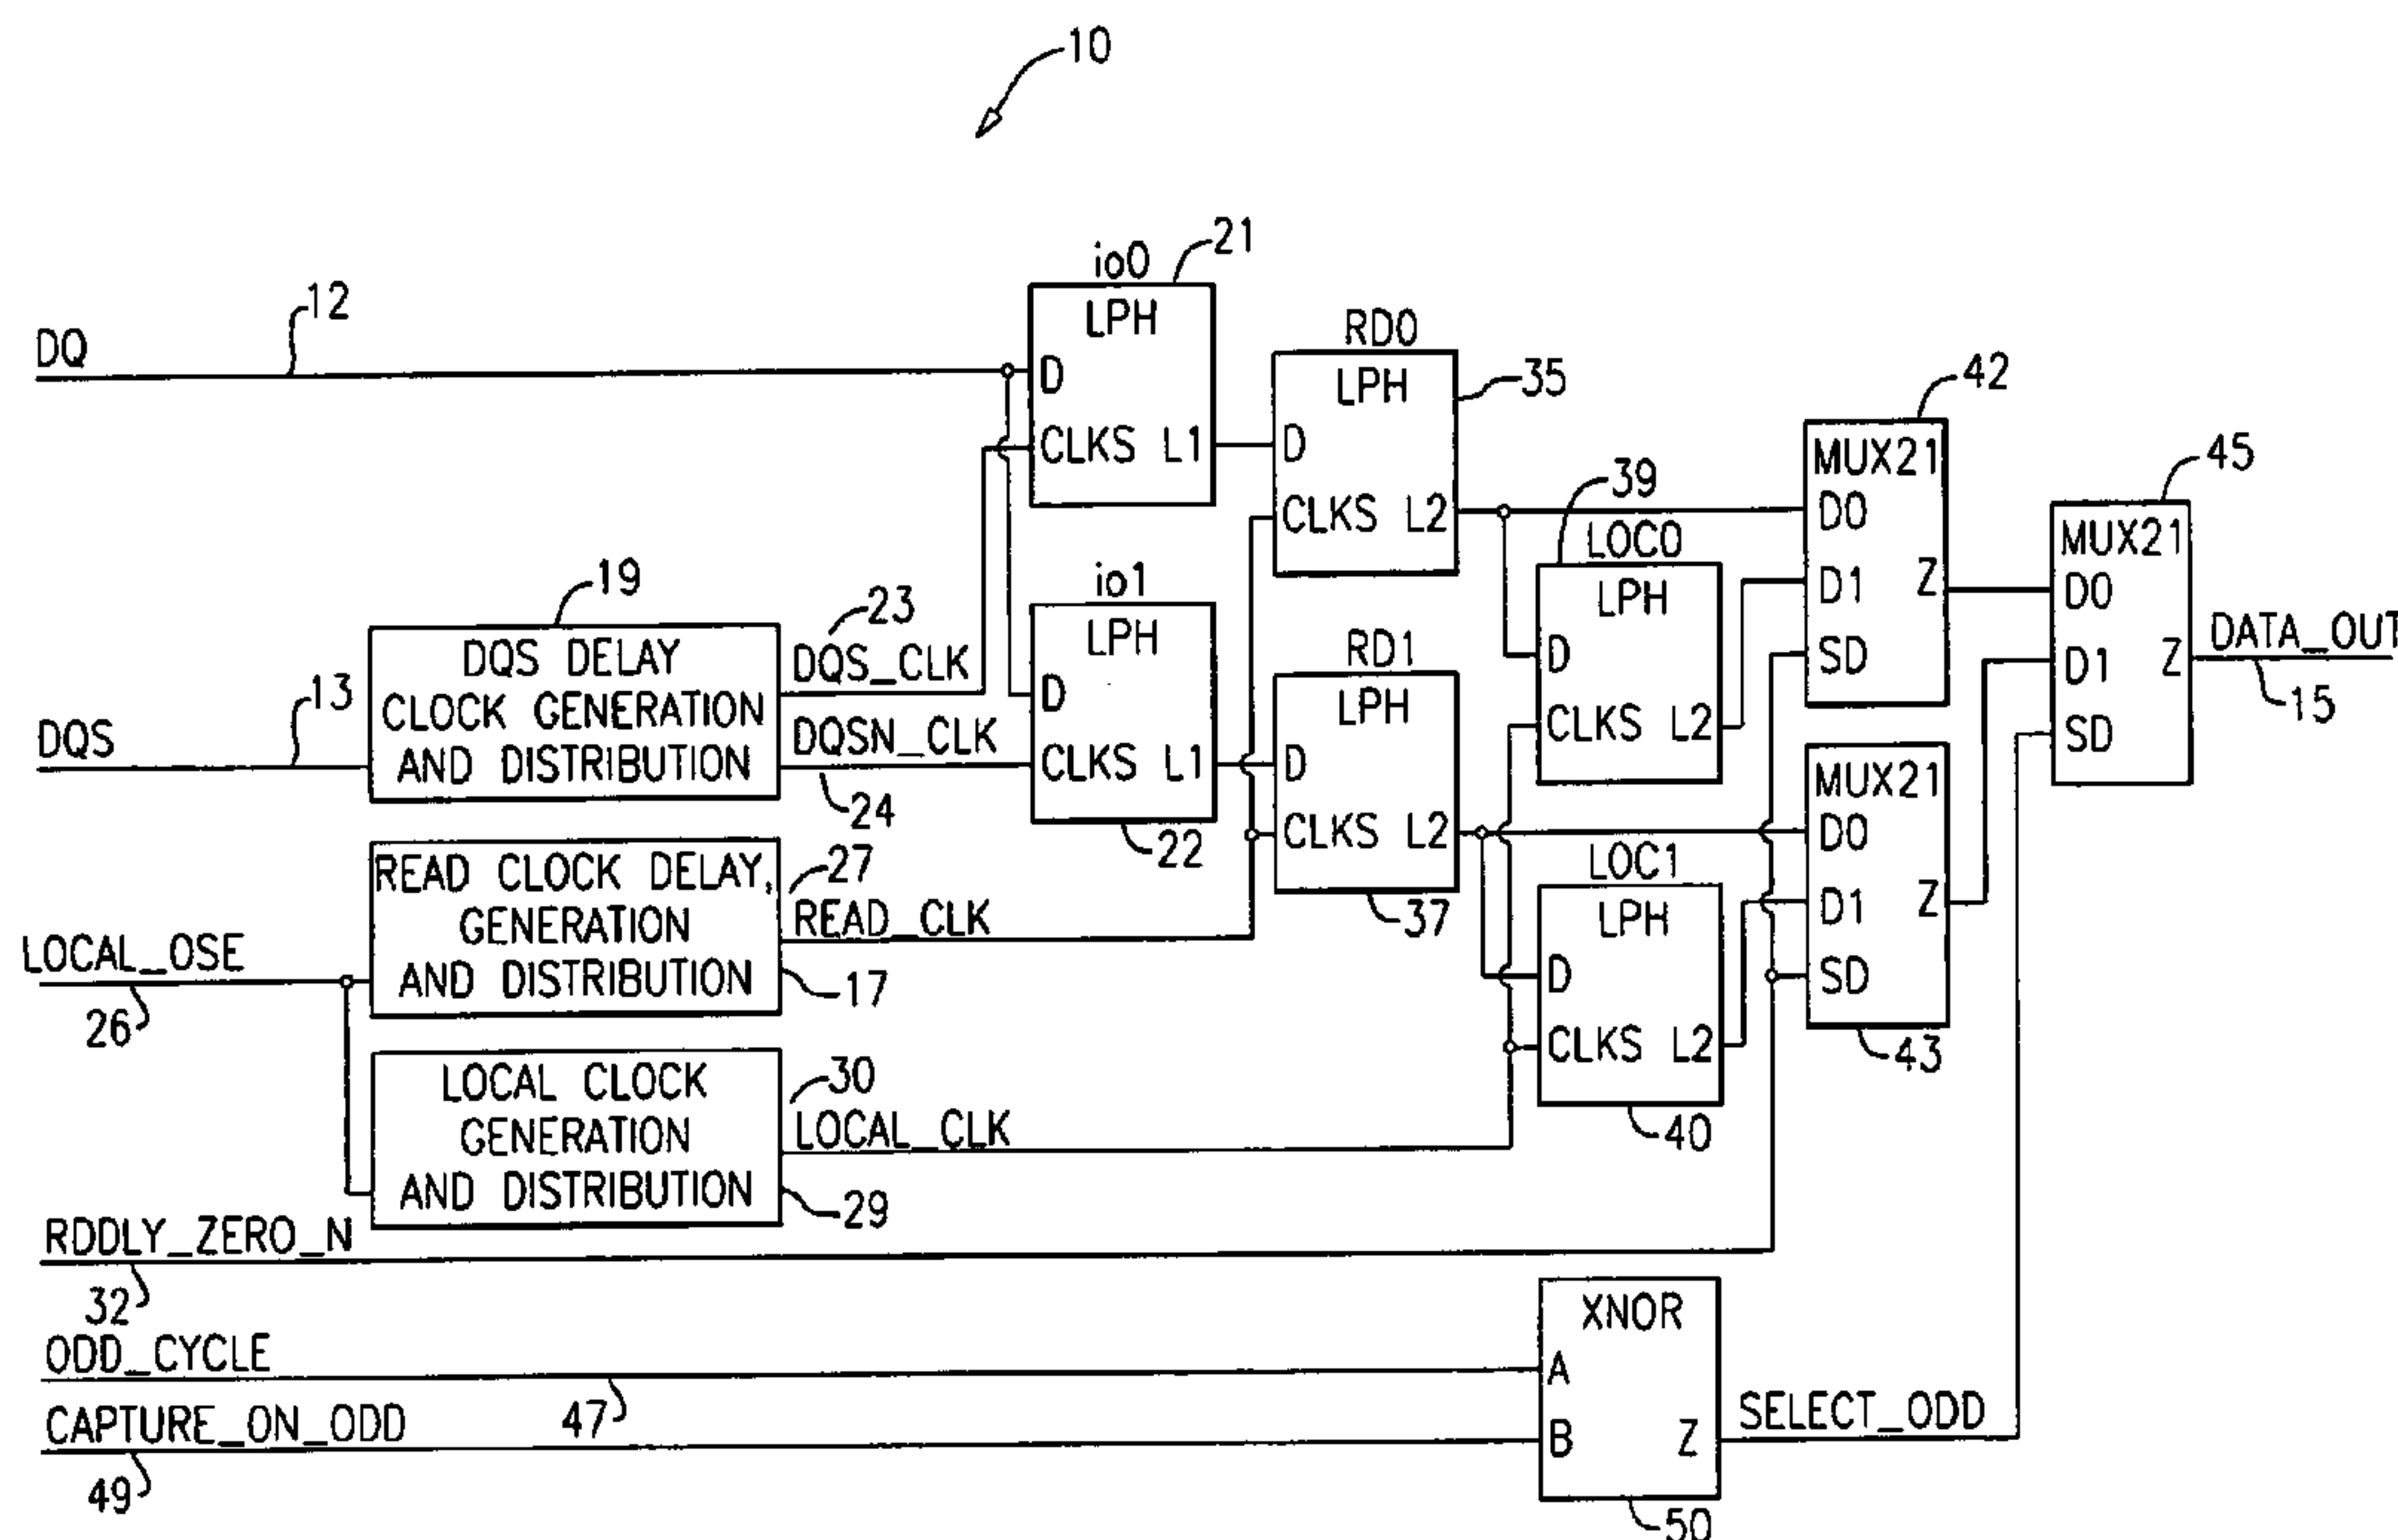 10
DQ
12
io0
21
LPH
D
CLKS L1
RD0
35
LPH
D
CLKS L2
42
MUX21
D0
D1
Z
SD
45
MUX21
D0
D1
Z
SD
DATA_OUT
15
39
LOC0
LPH
D
CLKS L2
DQS
13
19
DQS DELAY
CLOCK GENERATION
AND DISTRIBUTION
23
DQS_CLK
DQSN_CLK
24
io1
LPH
D
CLKS L1
22
RD1
LPH
D
CLKS L2
37
MUX21
D0
D1
Z
SD
43
LOC1
LPH
D
CLKS L2
40
LOCAL_OSE
26
READ CLOCK DELAY,
GENERATION
AND DISTRIBUTION
27
READ_CLK
17
LOCAL CLOCK
GENERATION
AND DISTRIBUTION
30
LOCAL_CLK
29
RDDLY_ZERO_N
32
ODD_CYCLE
47
CAPTURE_ON_ODD
49
XNOR
A
B
Z
50
SELECT_ODD